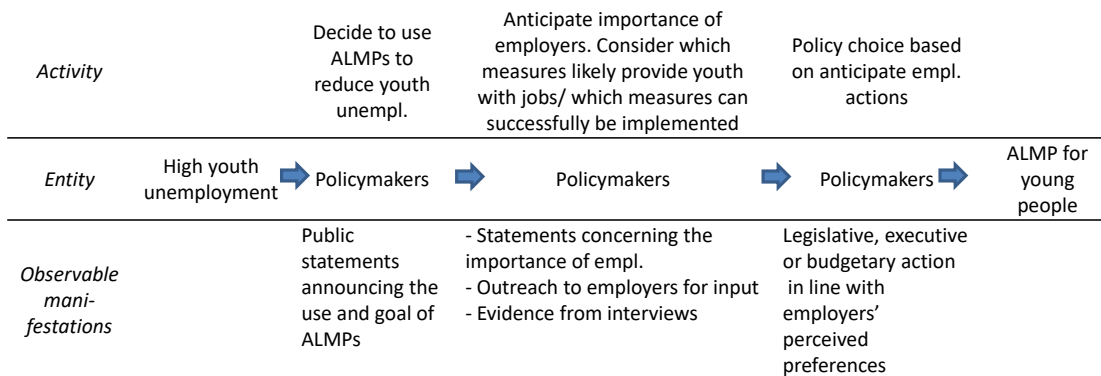 Activity
Decide to use
ALMPs to
reduce youth
unempl.
Anticipate importance of
employers. Consider which
measures likely provide youth
with jobs/ which measures can
successfully be implemented
Policy choice based
on anticipate empl.
actions
Entity
High youth
unemployment
Policymakers
Policymakers
Policymakers
ALMP for
young
people
Observable
mani-
festations
Public
statements
announcing the
use and goal of
ALMPs
- Statements concerning the
importance of empl.
- Outreach to employers for input
- Evidence from interviews
Legislative, executive
or budgetary action
in line with
employers’
perceived
preferences